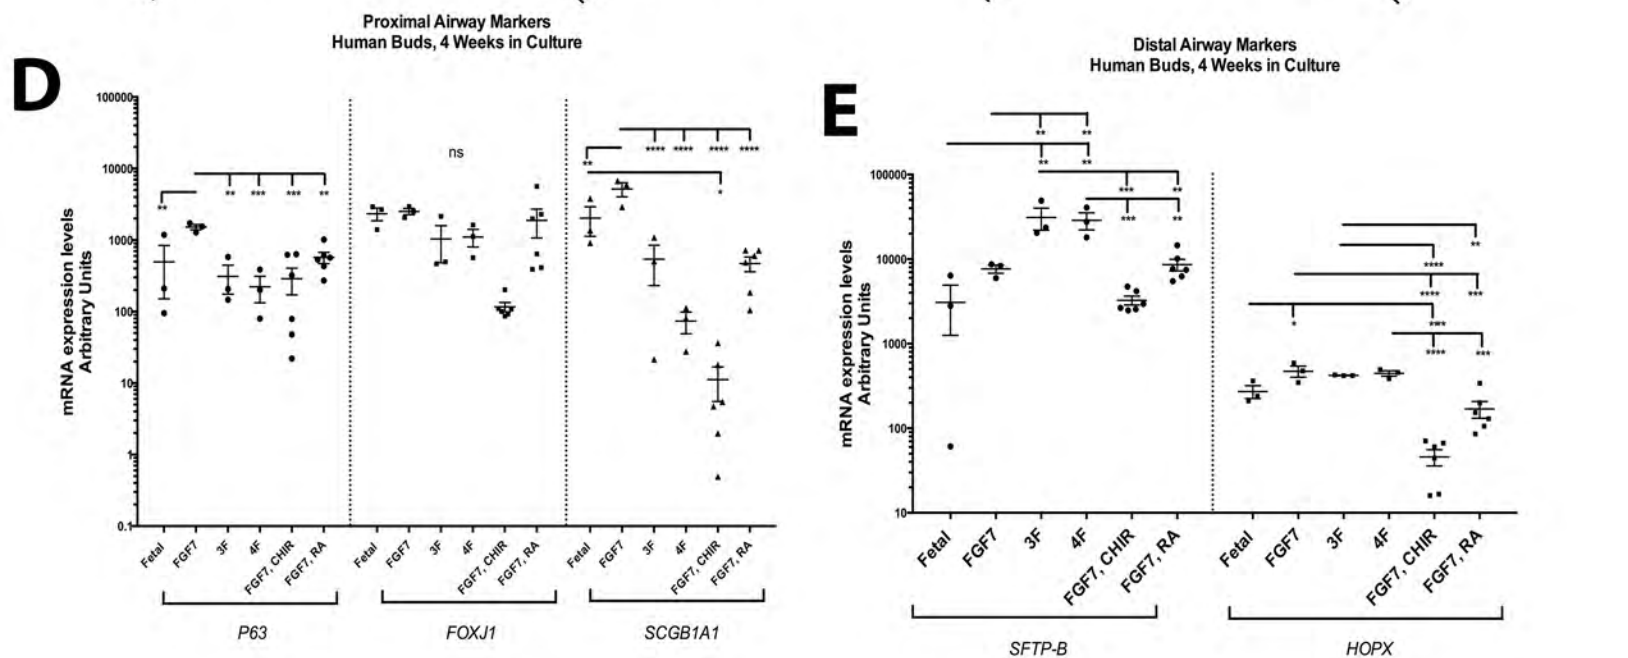 Proximal Airway Markers
Human Buds, 4 Weeks in Culture
D
mRNA expression levels
Arbitrary Units
100000
10000
1000
100
10
1
0.1
** ** *** *** **
ns
** **** **** **** ****
*
Fetal FGF7 3F 4F FGF7, CHIR FGF7, RA
Fetal FGF7 3F 4F FGF7, CHIR FGF7, RA
Fetal FGF7 3F 4F FGF7, CHIR FGF7, RA
P63 FOXJ1 SCGB1A1
Distal Airway Markers
Human Buds, 4 Weeks in Culture
E
mRNA expression levels
Arbitrary Units
100000
10000
1000
100
10
** **
** **
*** **
*** **
**
****
**** ***
* ****
**** ***
Fetal FGF7 3F 4F FGF7, CHIR FGF7, RA
Fetal FGF7 3F 4F FGF7, CHIR FGF7, RA
SFTP-B HOPX